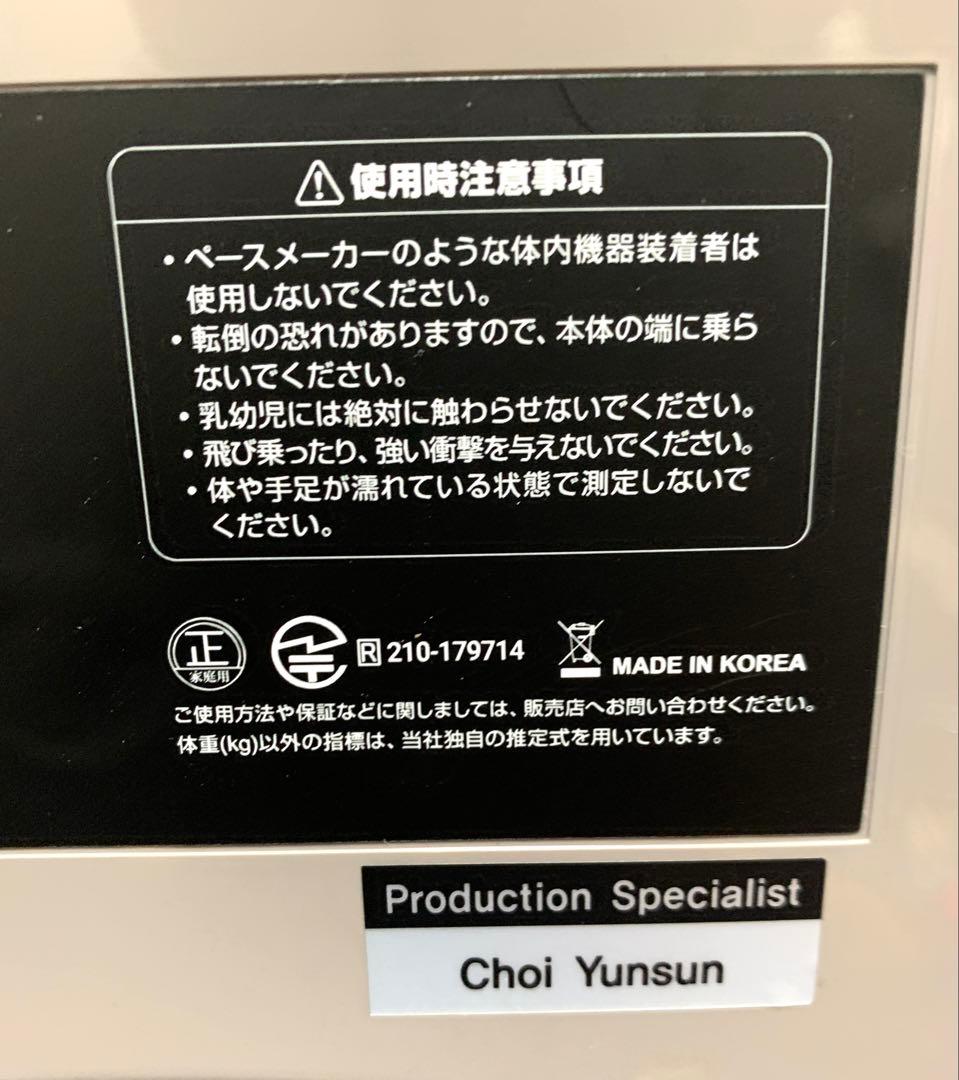 ⚠ 使用時注意事項
・ペースメーカーのような体内機器装着者は
使用しないでください。
・転倒の恐れがありますので、本体の端に乗ら
ないでください。
・乳幼児には絶対に触わらせないでください。
・飛び乗ったり、強い衝撃を与えないでください。
・体や手足が濡れている状態で測定しないで
ください。
正
家庭用
R 210-179714
MADE IN KOREA
ご使用方法や保証などに関しましては、販売店へお問い合わせください。
体重(kg)以外の指標は、当社独自の推定式を用いています。
Production Specialist
Choi Yunsun